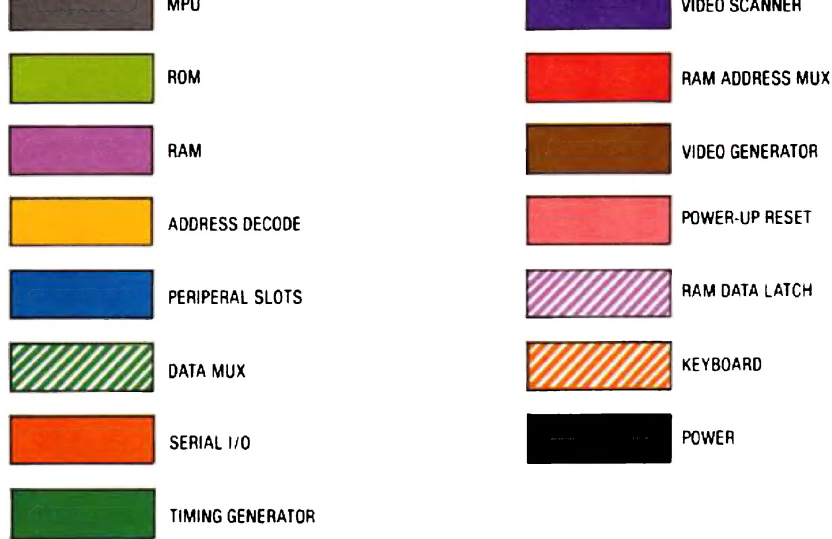 MPU
ROM
RAM
ADDRESS DECODE
PERIPERAL SLOTS
DATA MUX
SERIAL I/O
TIMING GENERATOR
VIDEO SCANNER
RAM ADDRESS MUX
VIDEO GENERATOR
POWER-UP RESET
RAM DATA LATCH
KEYBOARD
POWER